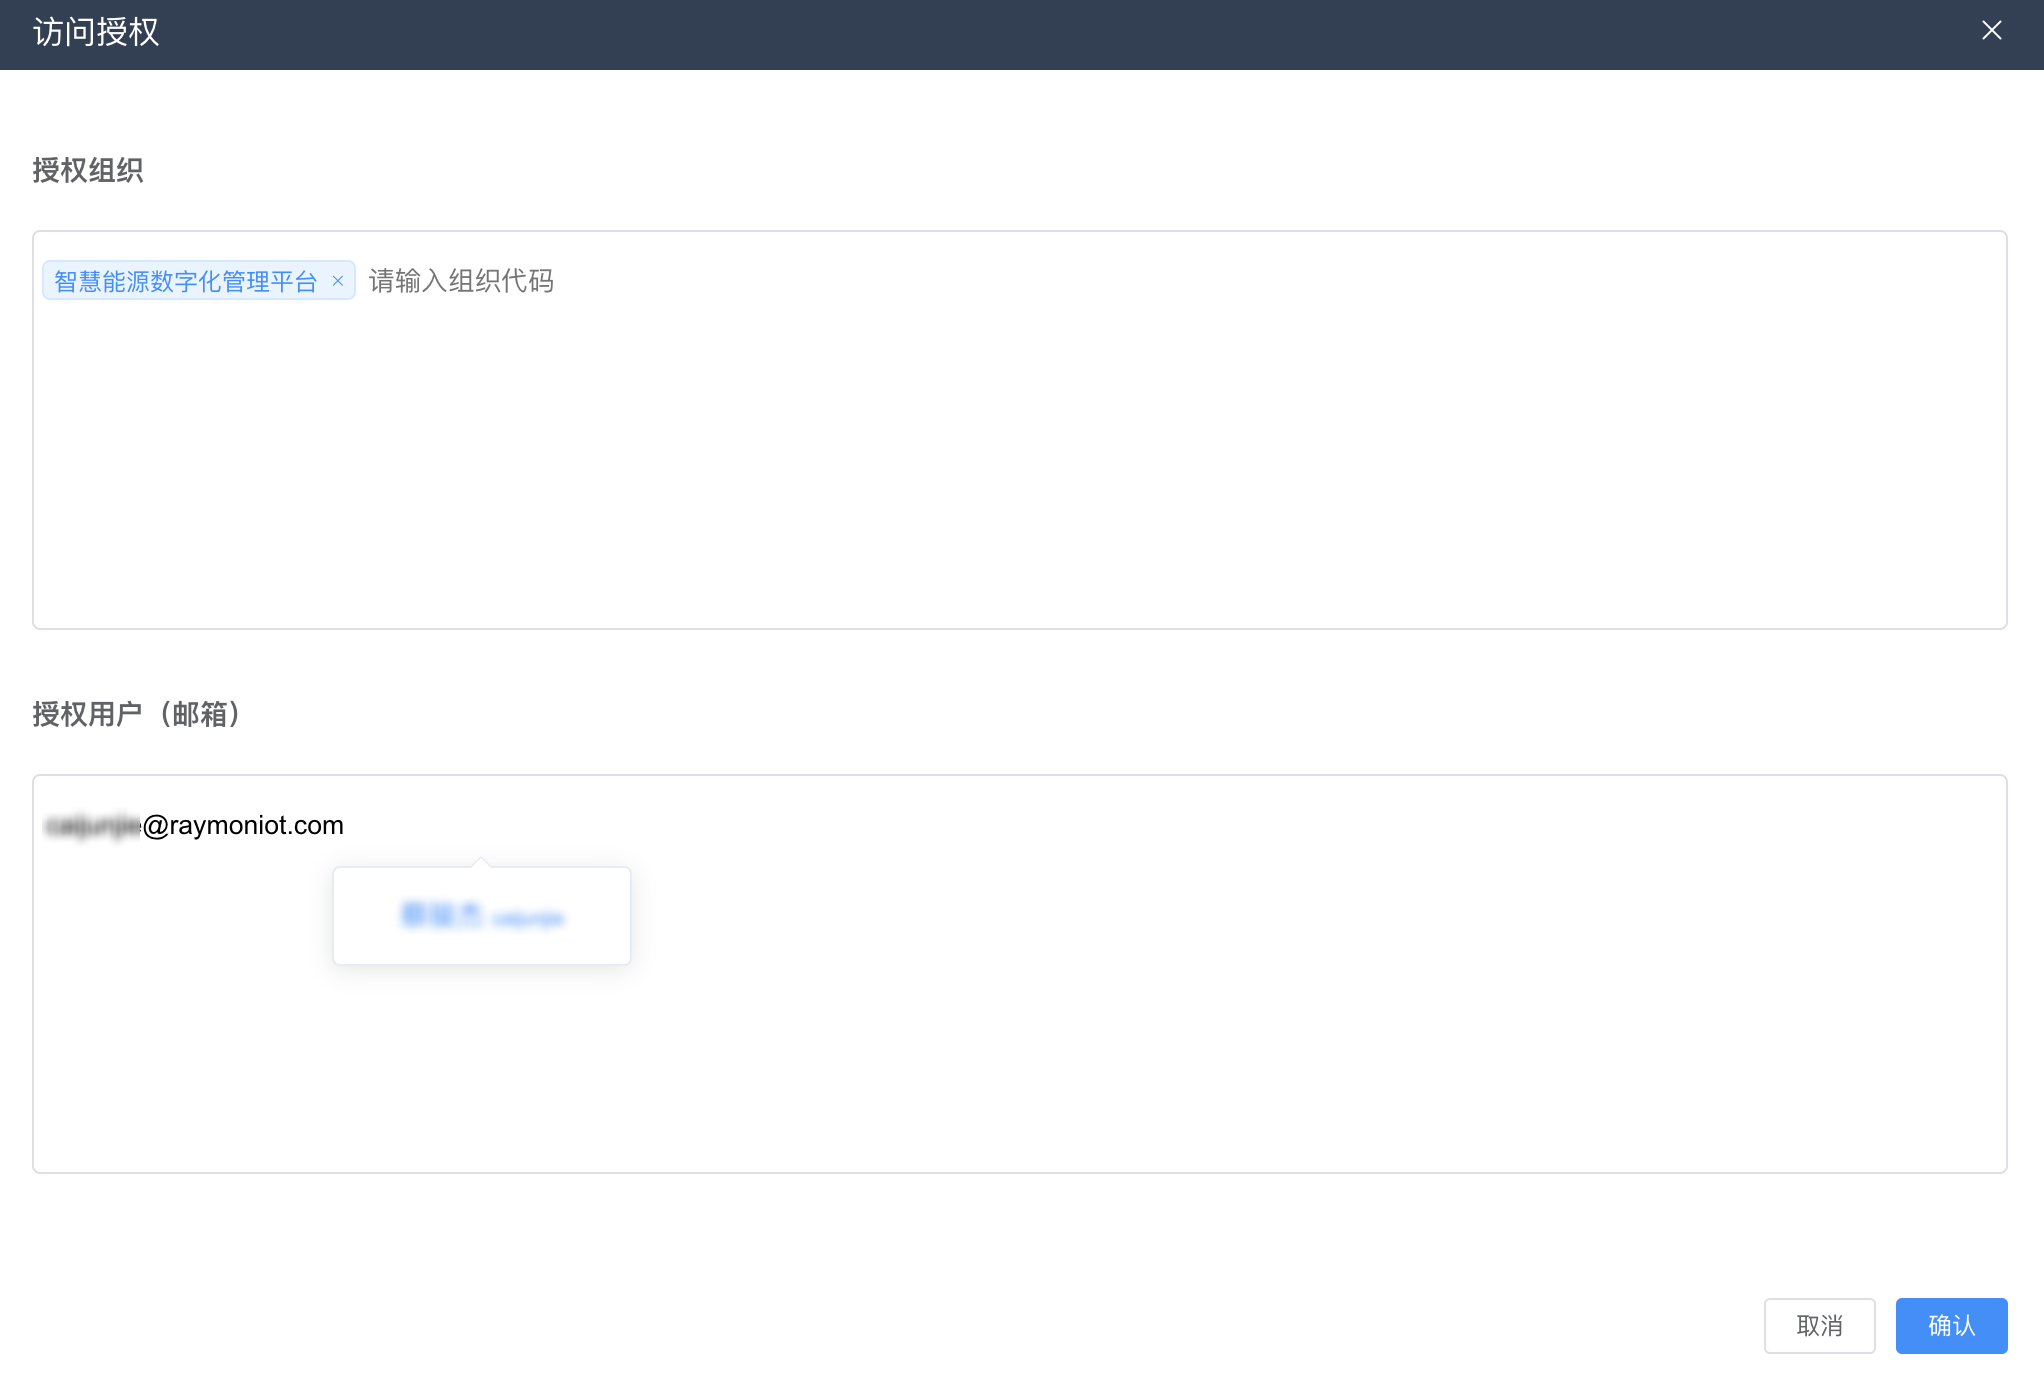 访问授权
授权组织
智慧能源数字化管理平台 × 请输入组织代码
授权用户（邮箱）
@raymoniot.com
取消
确认